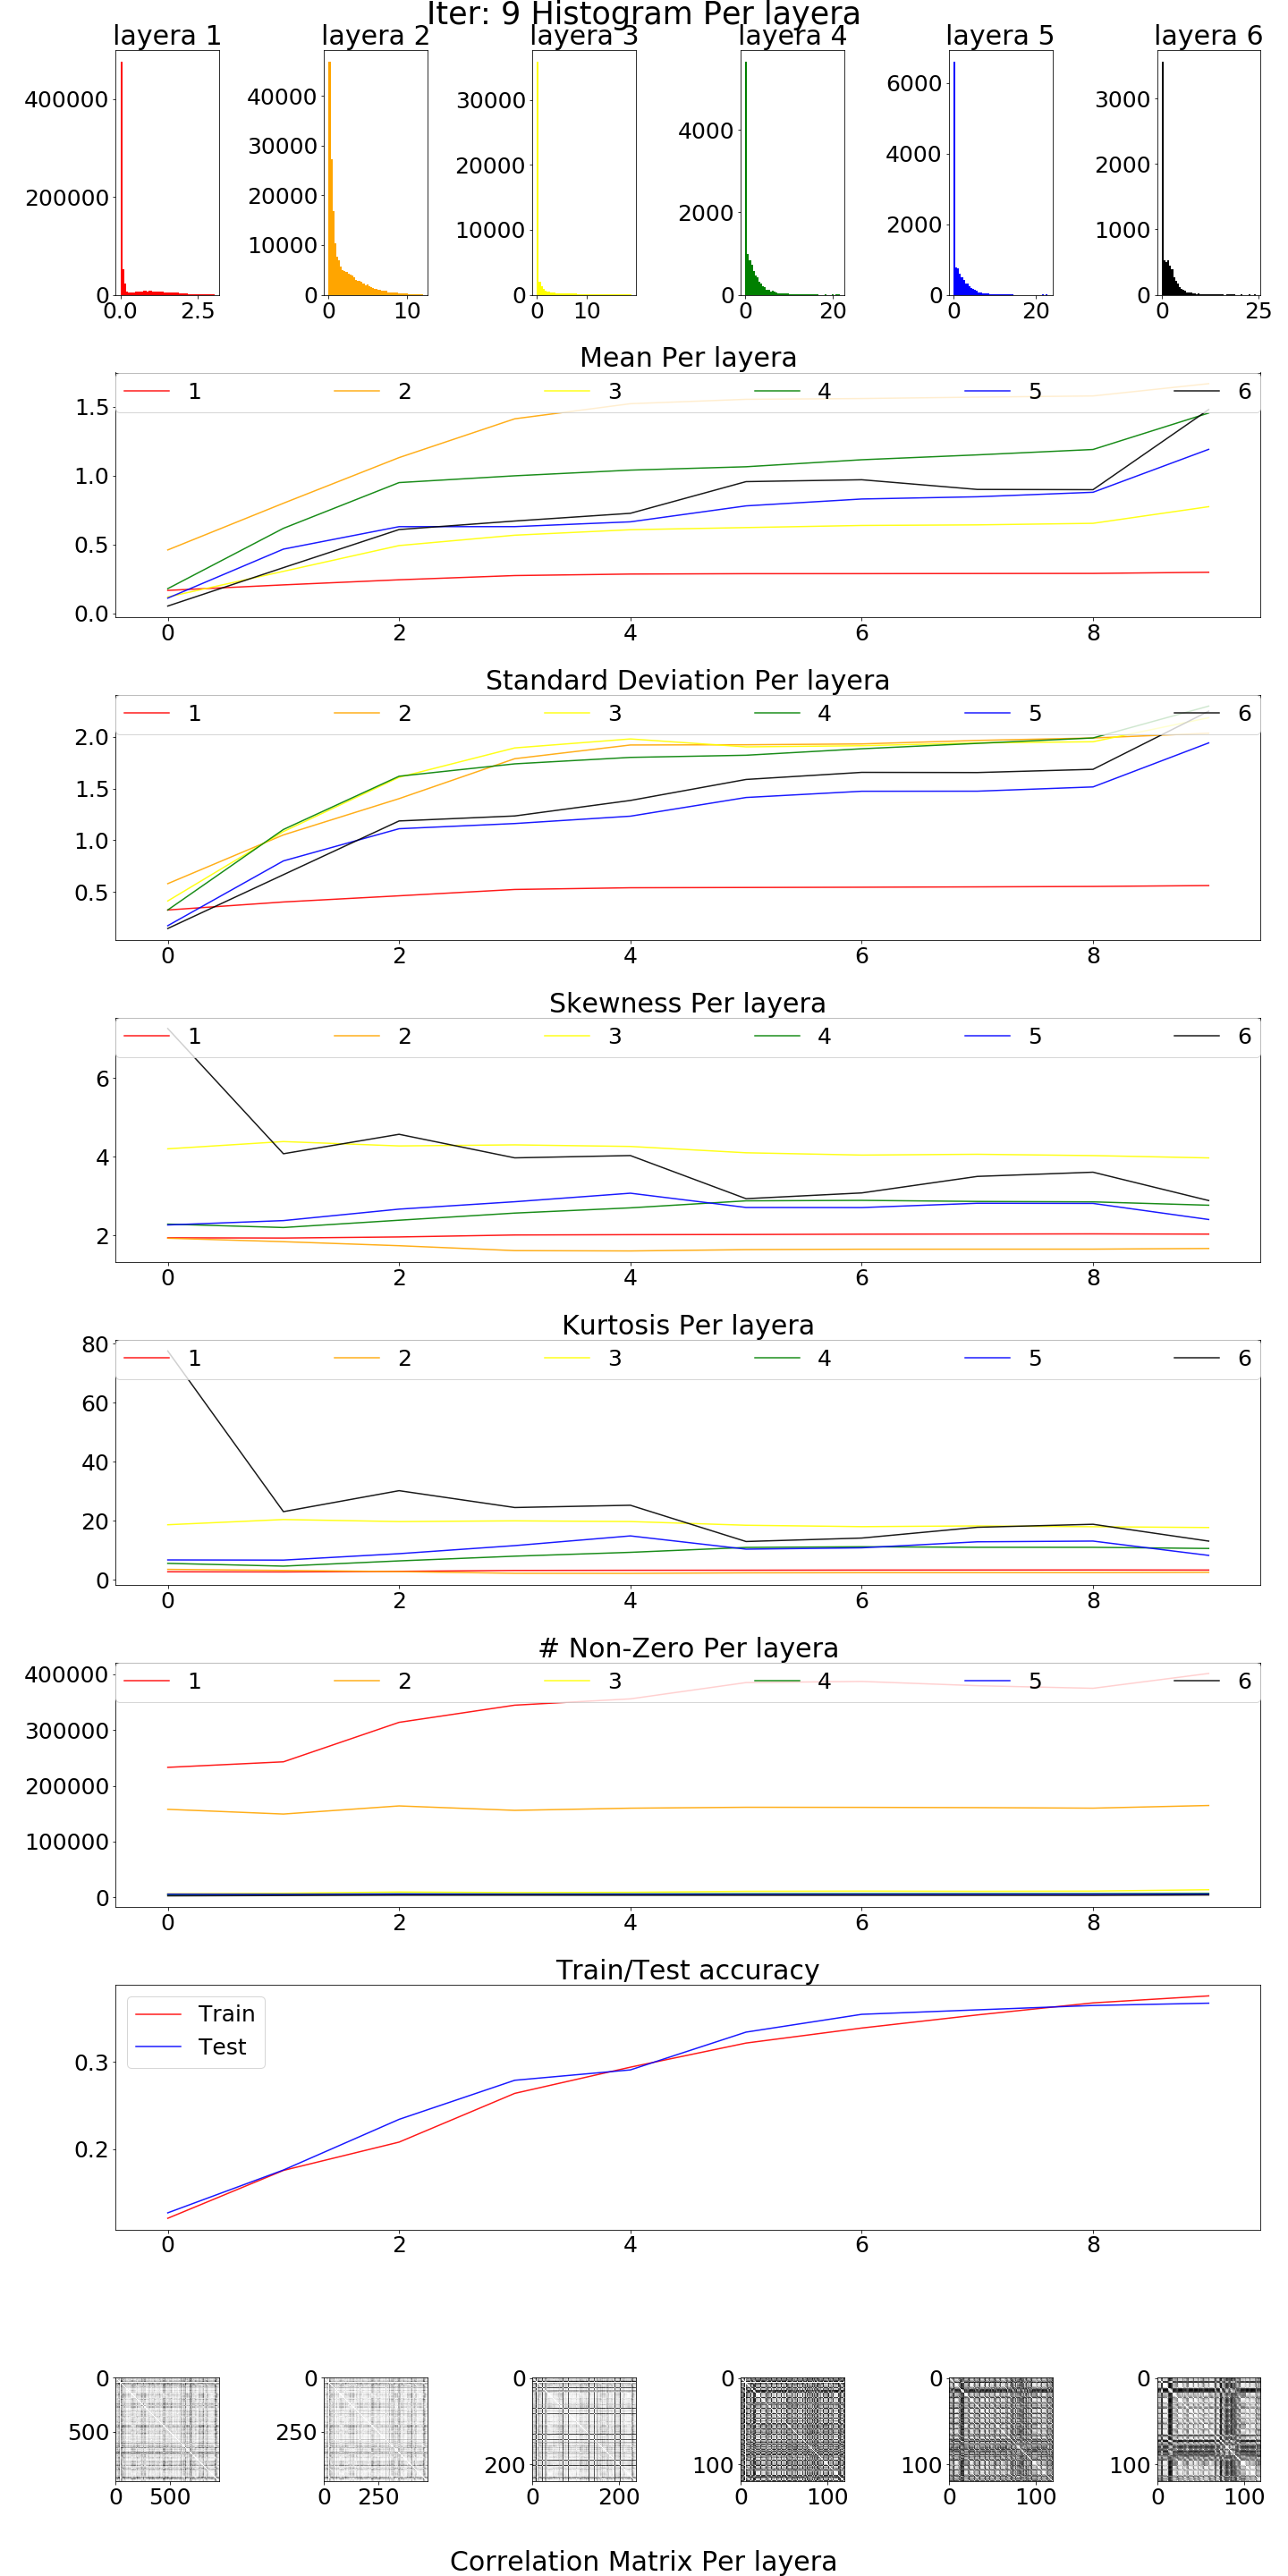 Iter: 9 Histogram Per layera
layera 1 layera 2 layera 3 layera 4 layera 5 layera 6
400000 200000 0
0.0 2.5
40000 30000 20000 10000 0
0 10
30000 20000 10000 0
0 10
4000 2000 0
0 20
6000 4000 2000 0
0 20
3000 2000 1000 0
0 25
Mean Per layera
1 2 3 4 5 6
1.5
1.0
0.5
0.0
0 2 4 6 8
Standard Deviation Per layera
1 2 3 4 5 6
2.0
1.5
1.0
0.5
0 2 4 6 8
Skewness Per layera
1 2 3 4 5 6
6
4
2
0 2 4 6 8
Kurtosis Per layera
80
1 2 3 4 5 6
60
40
20
0
0 2 4 6 8
# Non-Zero Per layera
400000
1 2 3 4 5 6
300000
200000
100000
0
0 2 4 6 8
Train/Test accuracy
Train
Test
0.3
0.2
0 2 4 6 8
0 500
0 500
0 250
0 250
0 200
0 200
0 100
0 100
0 100
0 100
0 100
0 100
Correlation Matrix Per layera